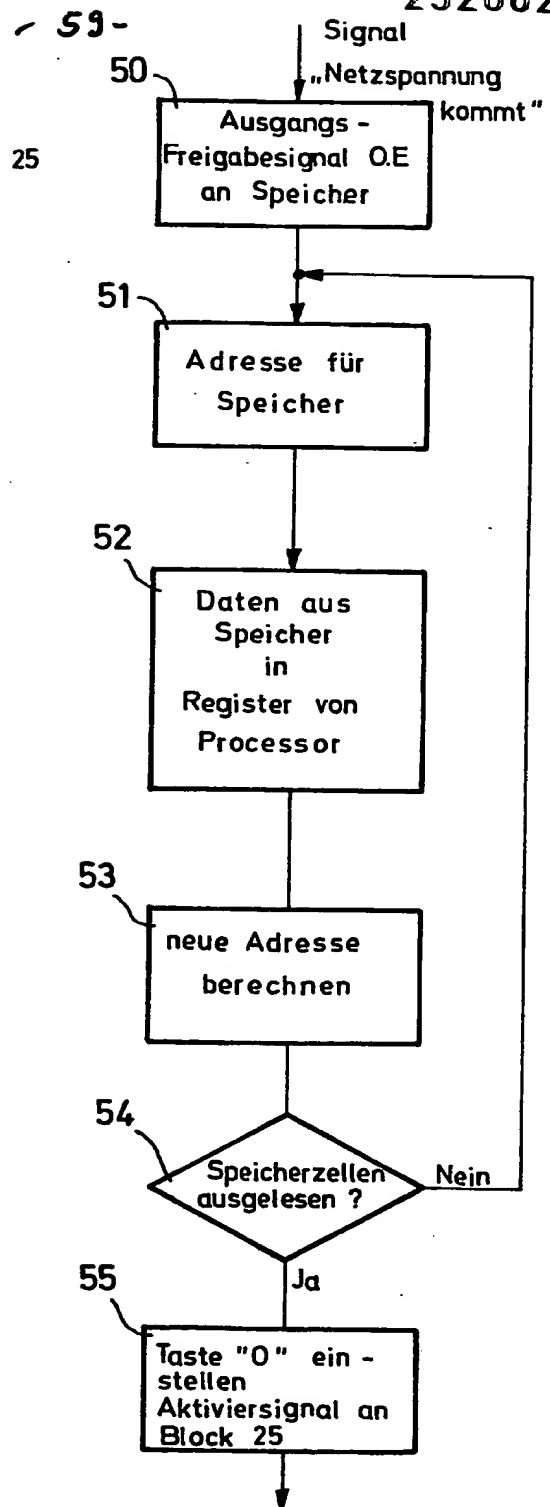 - 59-
Signal
„Netzspannung
kommt"
50
25
Ausgangs-
Freigabesignal O.E
an Speicher
51
Adresse für
Speicher
52
Daten aus
Speicher
in
Register von
Processor
53
neue Adresse
berechnen
54
Speicherzellen
ausgelesen ?
Nein
Ja
55
Taste "O" ein -
stellen
Aktiviersignal an
Block 25